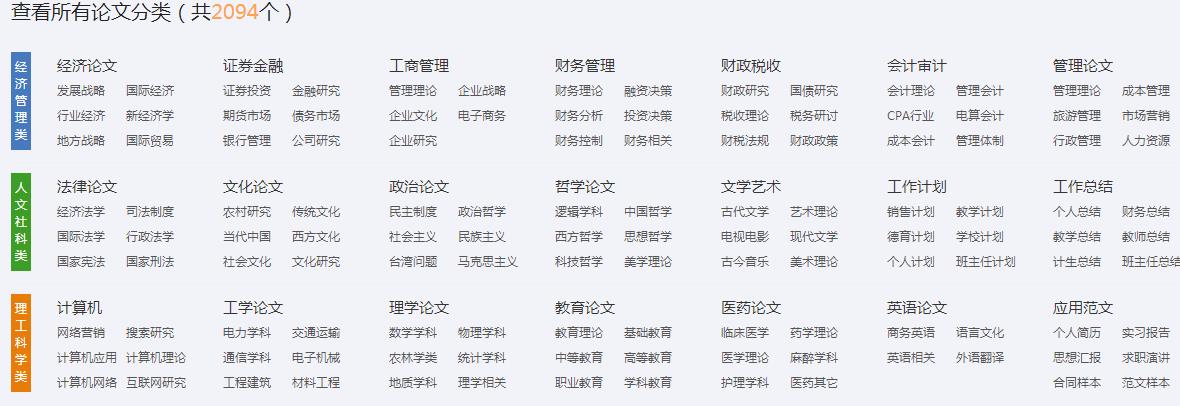 查看所有论文分类（共2094个）
经济管理类
经济论文 证券金融 工商管理 财务管理 财政税收 会计审计 管理论文
发展战略 国际经济 证券投资 金融研究 管理理论 企业战略 财务理论 融资决策 财政研究 国债研究 会计理论 管理会计 管理理论 成本管理
行业经济 新经济学 期货市场 债务市场 企业文化 电子商务 财务分析 投资决策 税收理论 税务研讨 CPA行业 电算会计 旅游管理 市场营销
地方战略 国际贸易 银行管理 公司研究 企业研究 财务控制 财务相关 财税法规 财政政策 成本会计 管理体制 行政管理 人力资源
人文社科类
法律论文 文化论文 政治论文 哲学论文 文学艺术 工作计划 工作总结
经济法学 司法制度 农村研究 传统文化 民主制度 政治哲学 逻辑学科 中国哲学 古代文学 艺术理论 销售计划 教学计划 个人总结 财务总结
国际法学 行政法学 当代中国 西方文化 社会主义 民族主义 西方哲学 思想哲学 电视电影 现代文学 德育计划 学校计划 教学总结 教师总结
国家宪法 国家刑法 社会文化 文化研究 台湾问题 马克思主义 科技哲学 美学理论 古今音乐 美术理论 个人计划 班主任计划 计生总结 班主任总结
理工科学类
计算机 工学论文 理学论文 教育论文 医药论文 英语论文 应用范文
网络营销 搜索研究 电力学科 交通运输 数学学科 物理学科 教育理论 基础教育 临床医学 药学理论 商务英语 语言文化 个人简历 实习报告
计算机应用 计算机理论 通信学科 电子机械 农林学类 统计学科 中等教育 高等教育 医学理论 麻醉学科 英语相关 外语翻译 思想汇报 求职演讲
计算机网络 互联网研究 工程建筑 材料工程 地质学科 理学相关 职业教育 学科教育 护理学科 医药其它 合同样本 范文样本